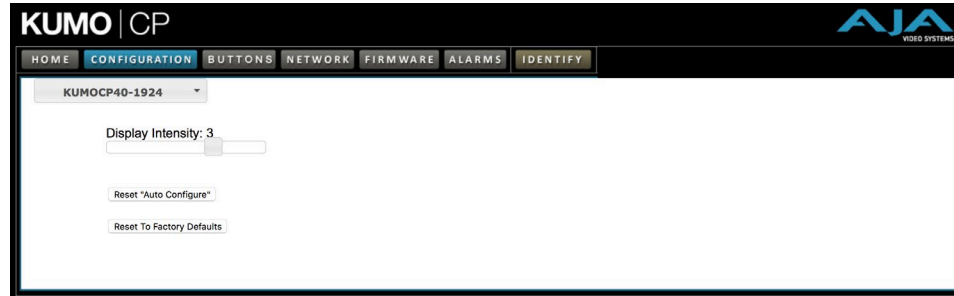 KUMO | CP
AJA
VIDEO SYSTEMS
HOME CONFIGURATION BUTTONS NETWORK FIRMWARE ALARMS IDENTIFY
KUMOCP40-1924
Display Intensity: 3
Reset "Auto Configure"
Reset To Factory Defaults